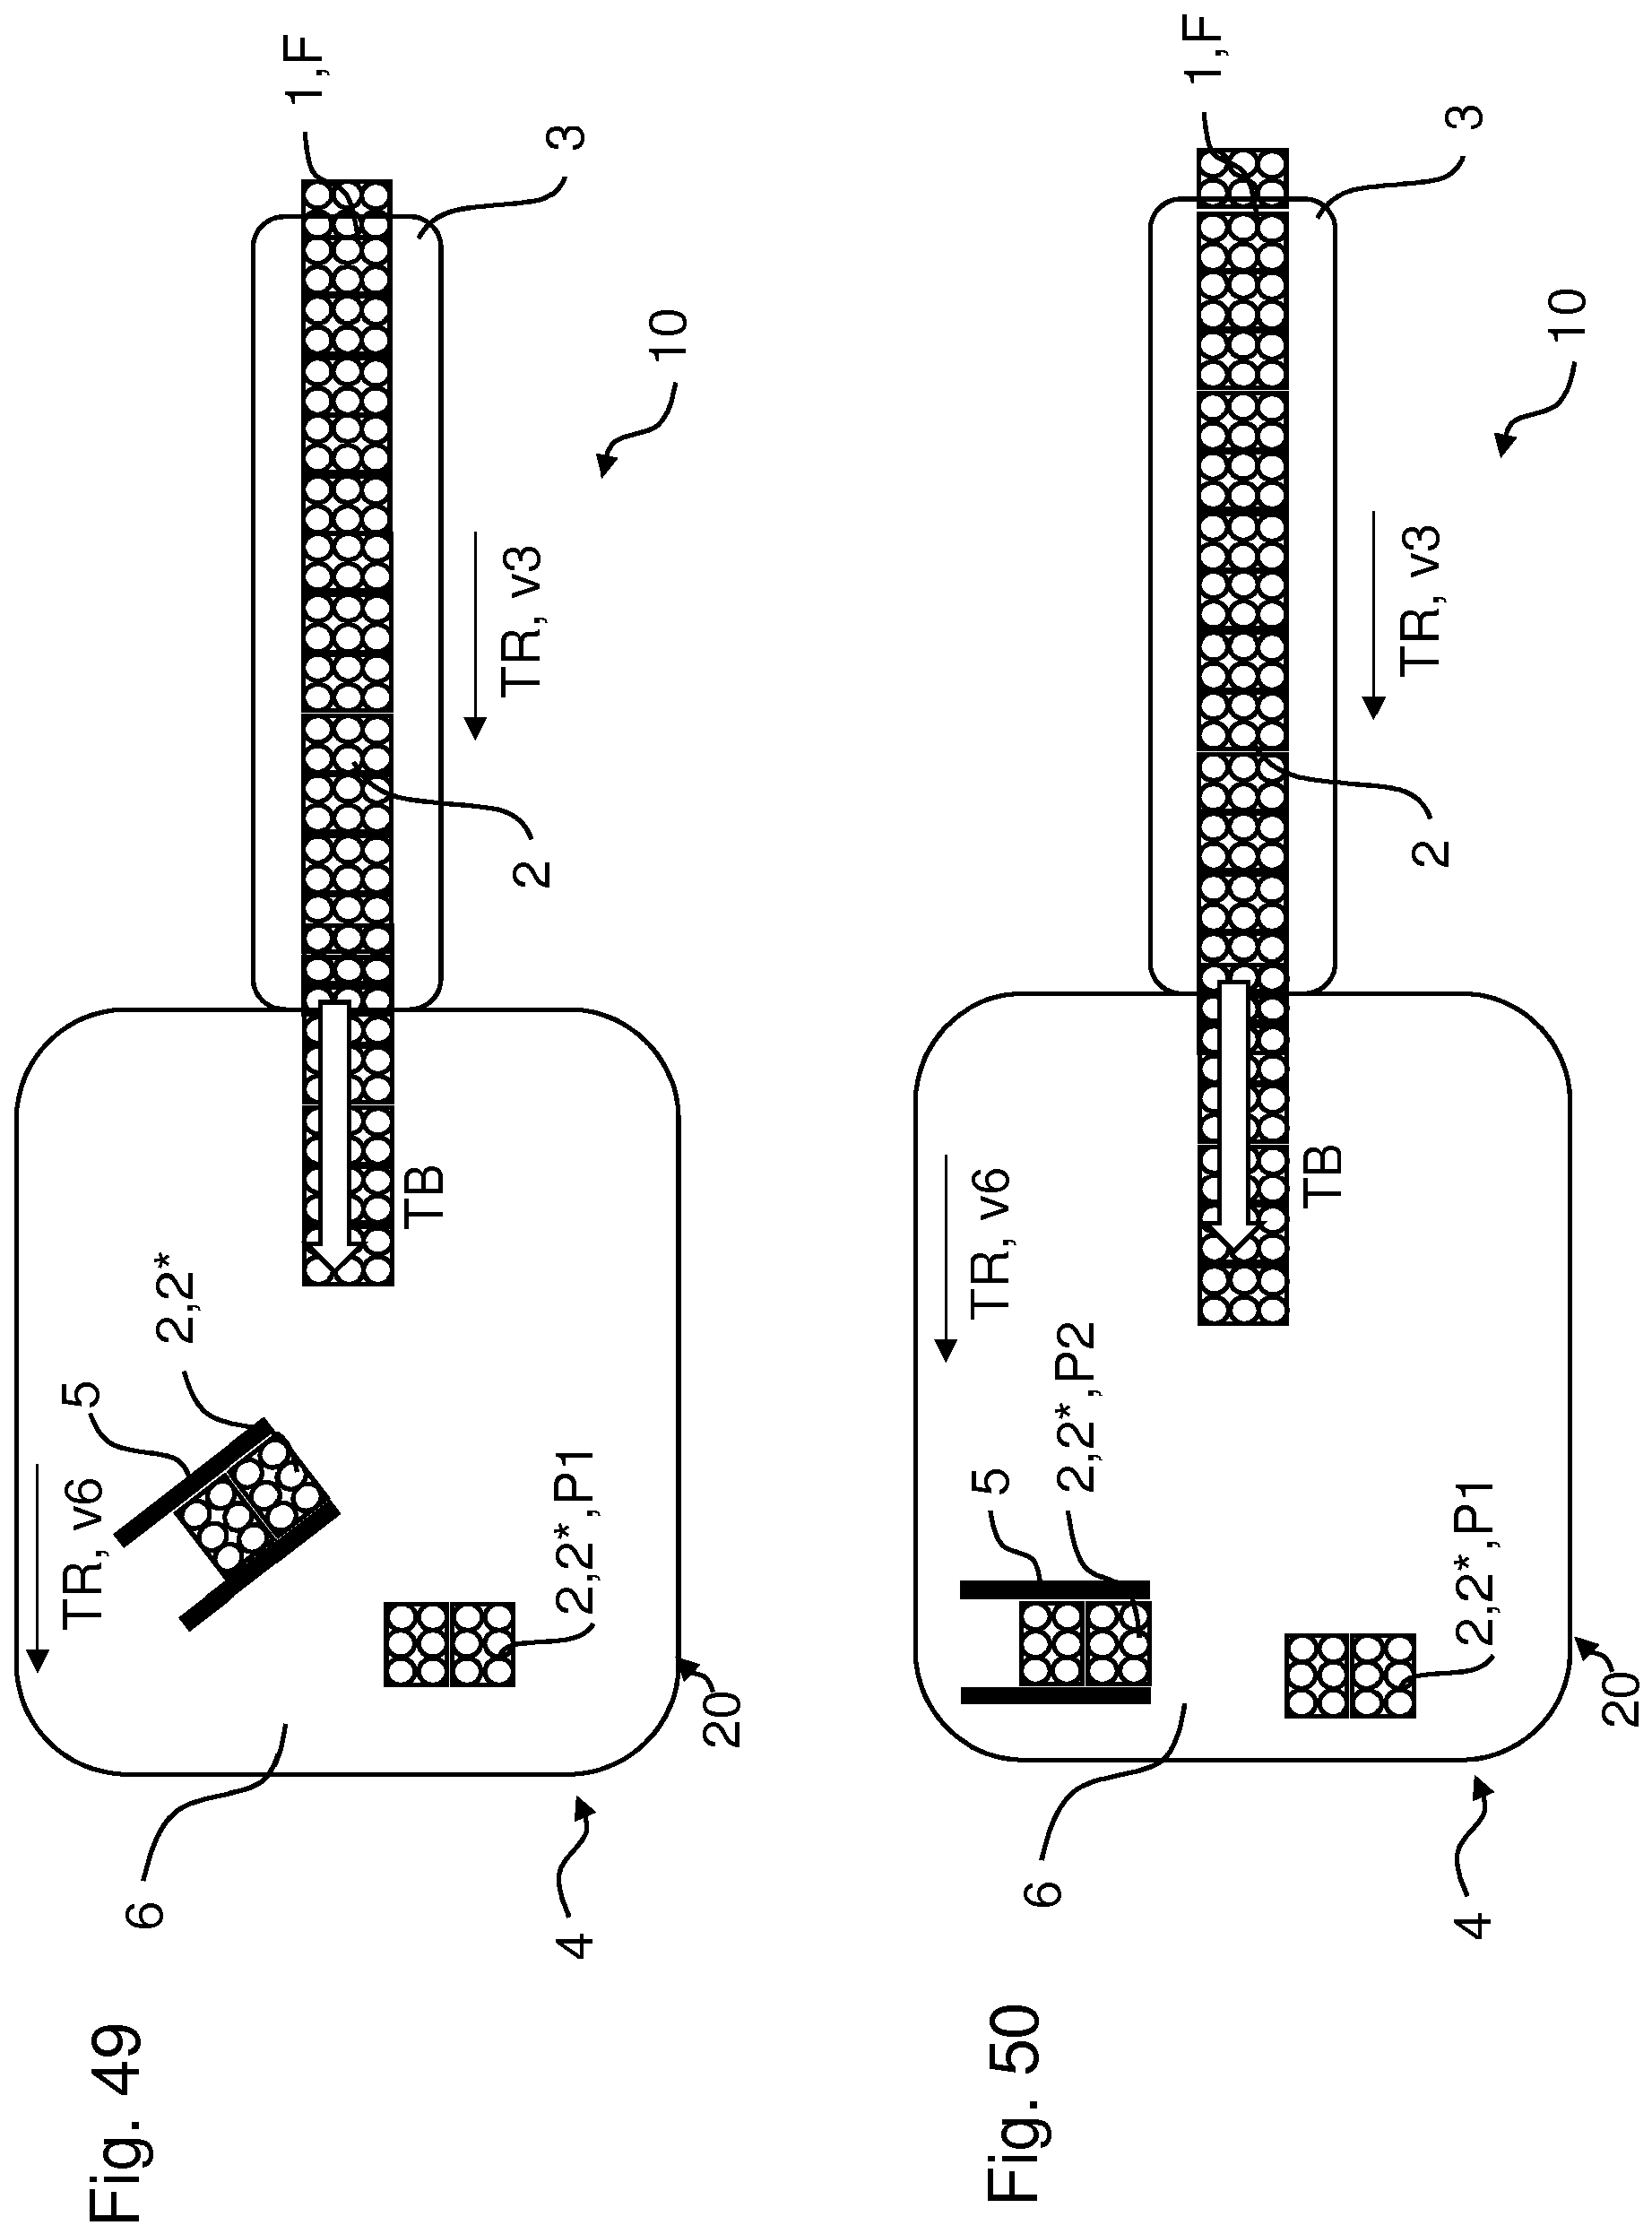 Fig. 49
1,F
3
10
TR, v3
2
TB
2,2*
5
TR, v6
2,2*,P1
20
6
4
Fig. 50
1,F
3
10
TR, v3
2
TB
TR, v6
2,2*,P2
5
2,2*,P1
20
6
4